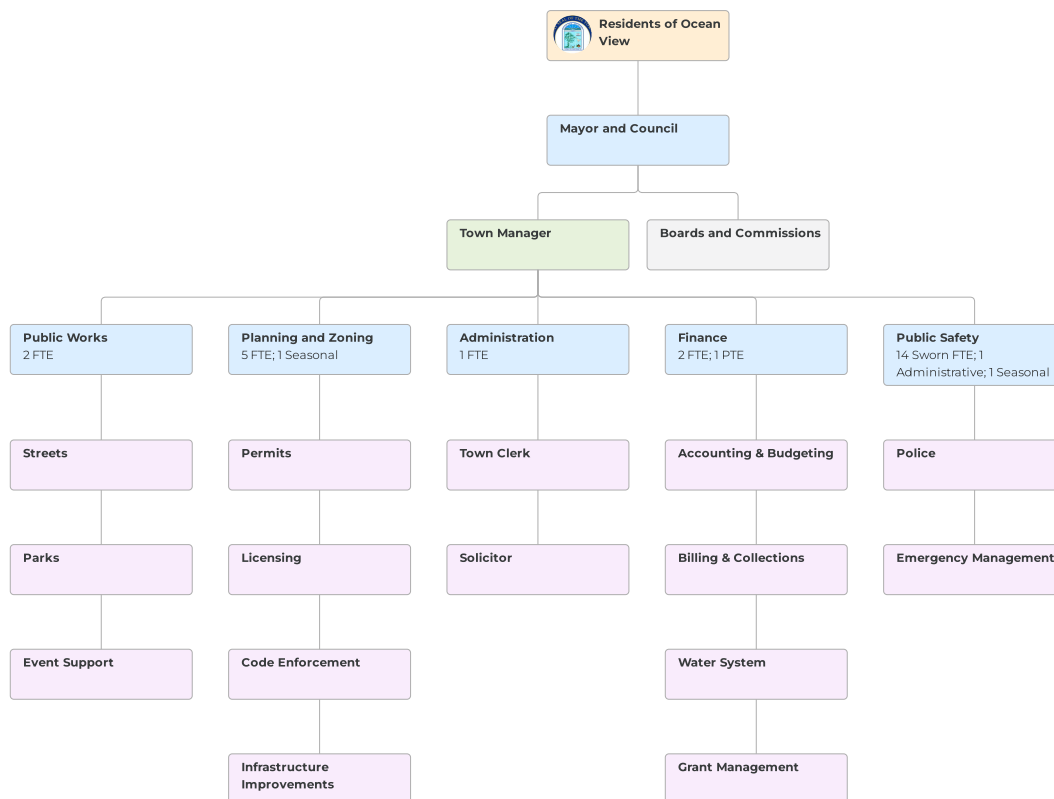 Residents of Ocean
View
Mayor and Council
Town Manager
Boards and Commissions
Public Works
2 FTE
Planning and Zoning
5 FTE; 1 Seasonal
Administration
1 FTE
Finance
2 FTE; 1 PTE
Public Safety
14 Sworn FTE; 1
Administrative; 1 Seasonal
Streets
Permits
Town Clerk
Accounting & Budgeting
Police
Parks
Licensing
Solicitor
Billing & Collections
Emergency Management
Event Support
Code Enforcement
Water System
Infrastructure
Improvements
Grant Management